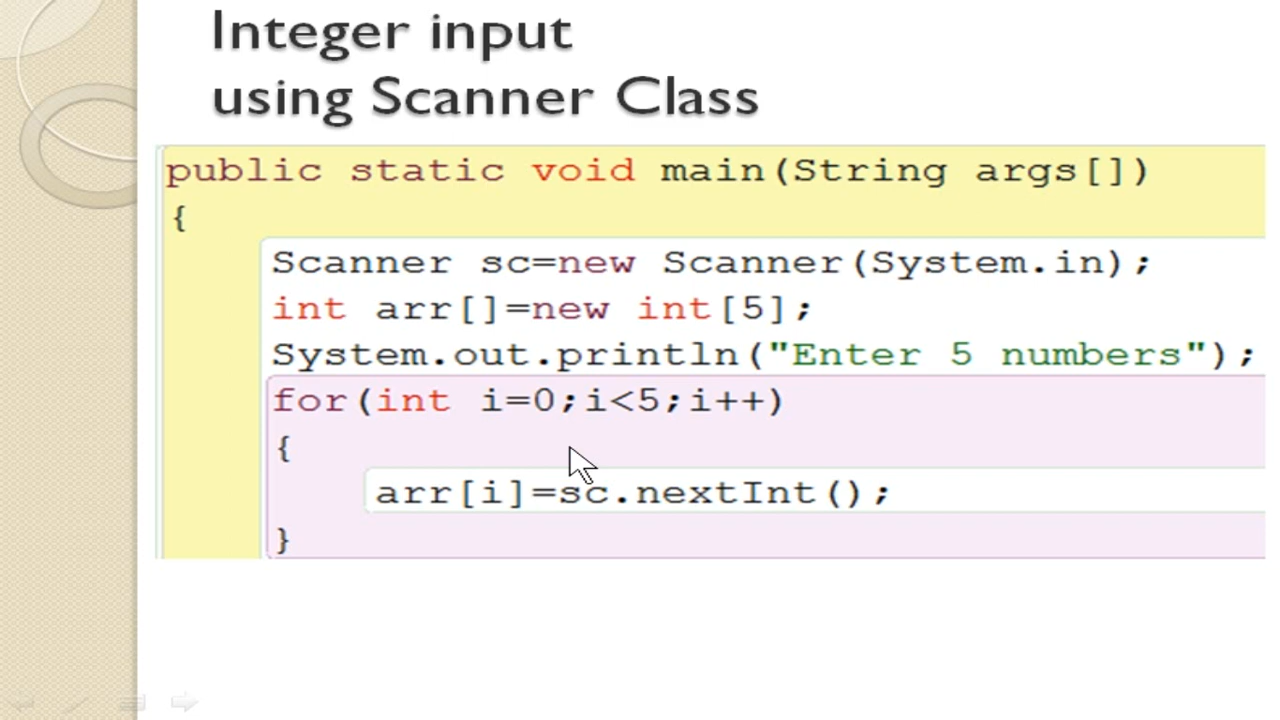 Integer input
using Scanner Class
public static void main(String args[])
{
Scanner sc=new Scanner(System.in);
int arr[]=new int[5];
System.out.println("Enter 5 numbers");
for(int i=0;i<5;i++)
{
arr[i]=sc.nextInt();
}